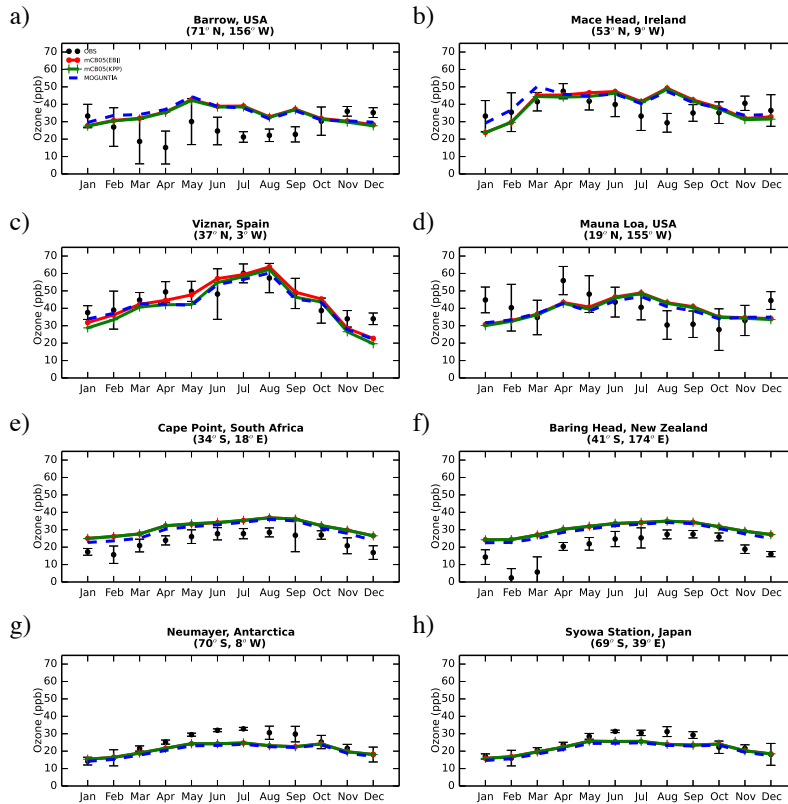 a)
Barrow, USA
(71° N, 156° W)
Ozone (ppb)
70
60
50
40
30
20
10
0
OBS
mCB05(EBI)
mCB05(KPP)
MOGUNTIA
Jan Feb Mar Apr May Jun Jul Aug Sep Oct Nov Dec
b)
Mace Head, Ireland
(53° N, 9° W)
Ozone (ppb)
70
60
50
40
30
20
10
0
Jan Feb Mar Apr May Jun Jul Aug Sep Oct Nov Dec
c)
Viznar, Spain
(37° N, 3° W)
Ozone (ppb)
70
60
50
40
30
20
10
0
Jan Feb Mar Apr May Jun Jul Aug Sep Oct Nov Dec
d)
Mauna Loa, USA
(19° N, 155° W)
Ozone (ppb)
70
60
50
40
30
20
10
0
Jan Feb Mar Apr May Jun Jul Aug Sep Oct Nov Dec
e)
Cape Point, South Africa
(34° S, 18° E)
Ozone (ppb)
70
60
50
40
30
20
10
0
Jan Feb Mar Apr May Jun Jul Aug Sep Oct Nov Dec
f)
Baring Head, New Zealand
(41° S, 174° E)
Ozone (ppb)
70
60
50
40
30
20
10
0
Jan Feb Mar Apr May Jun Jul Aug Sep Oct Nov Dec
g)
Neumayer, Antarctica
(70° S, 8° W)
Ozone (ppb)
70
60
50
40
30
20
10
0
Jan Feb Mar Apr May Jun Jul Aug Sep Oct Nov Dec
h)
Syowa Station, Japan
(69° S, 39° E)
Ozone (ppb)
70
60
50
40
30
20
10
0
Jan Feb Mar Apr May Jun Jul Aug Sep Oct Nov Dec